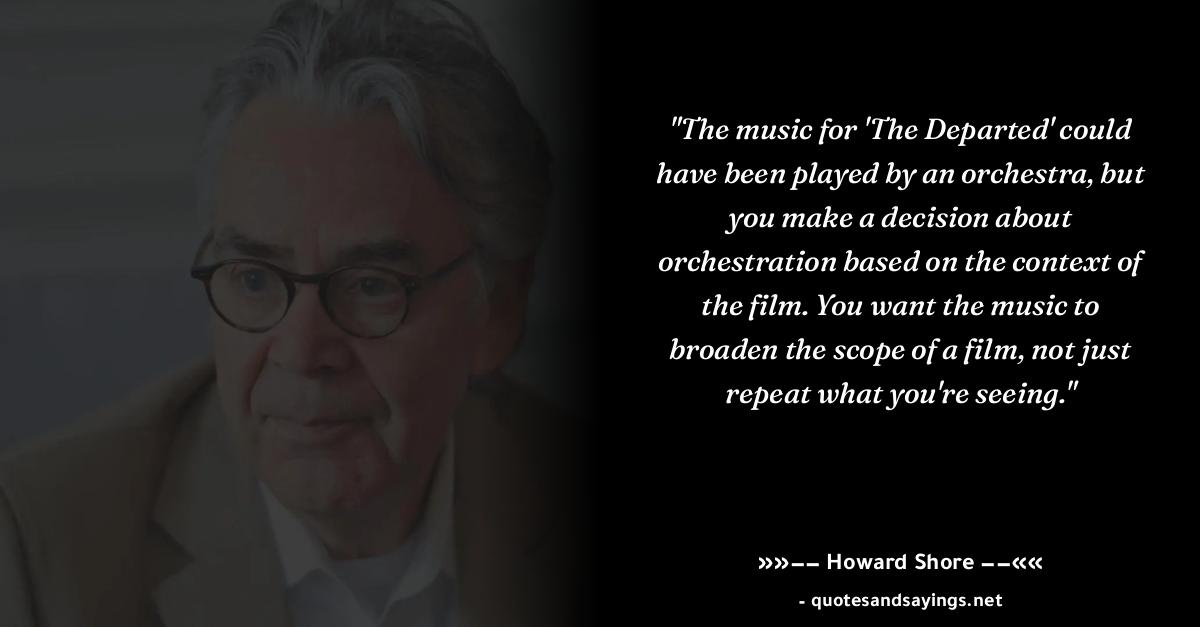 "The music for 'The Departed' could
have been played by an orchestra, but
you make a decision about
orchestration based on the context of
the film. You want the music to
broaden the scope of a film, not just
repeat what you're seeing."
»»–– Howard Shore ––««
- quotesandsayings.net